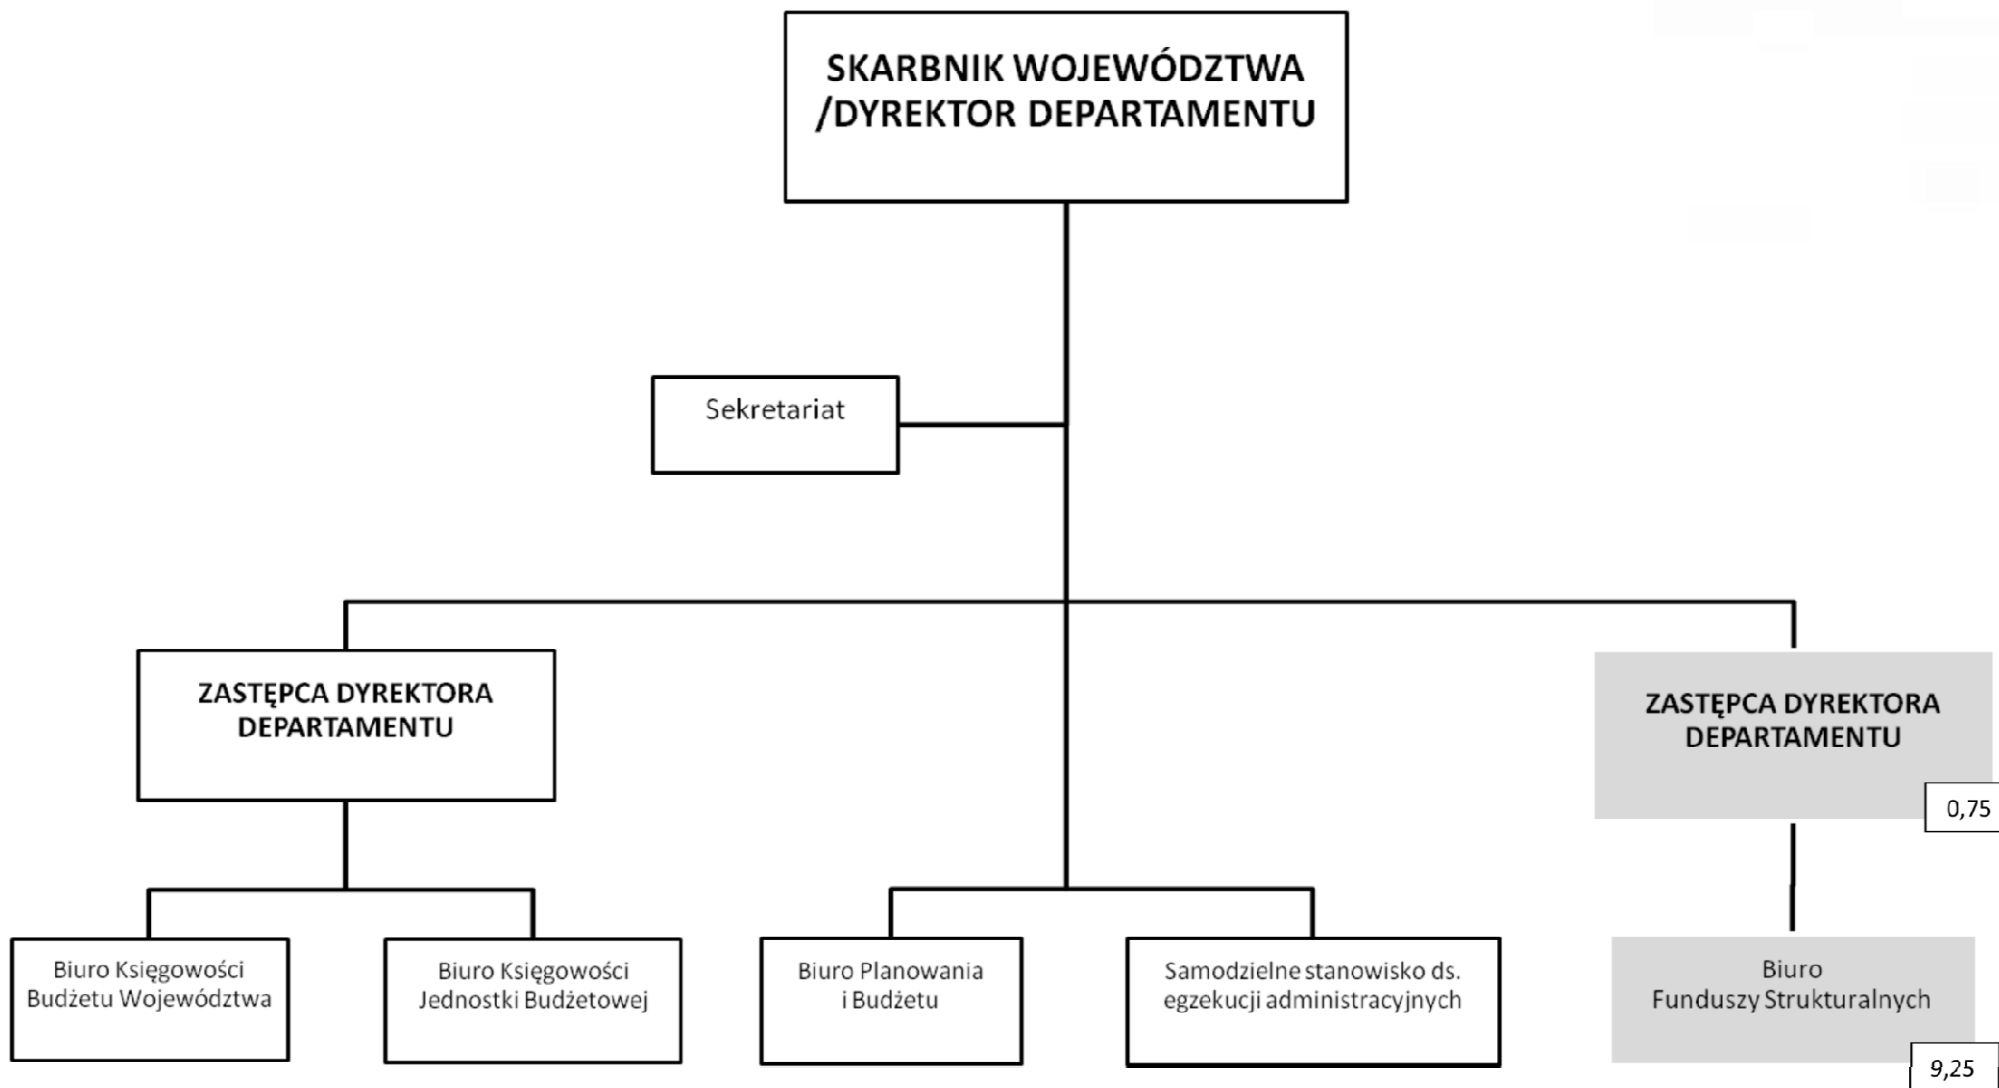 SKARBNIK WOJEWÓDZTWA
/DYREKTOR DEPARTAMENTU
Sekretariat
ZASTĘPCA DYREKTORA
DEPARTAMENTU
ZASTĘPCA DYREKTORA
DEPARTAMENTU
0,75
Biuro Księgowości
Budżetu Województwa
Biuro Księgowości
Jednostki Budżetowej
Biuro Planowania
i Budżetu
Samodzielne stanowisko ds.
egzekucji administracyjnych
Biuro
Funduszy Strukturalnych
9,25